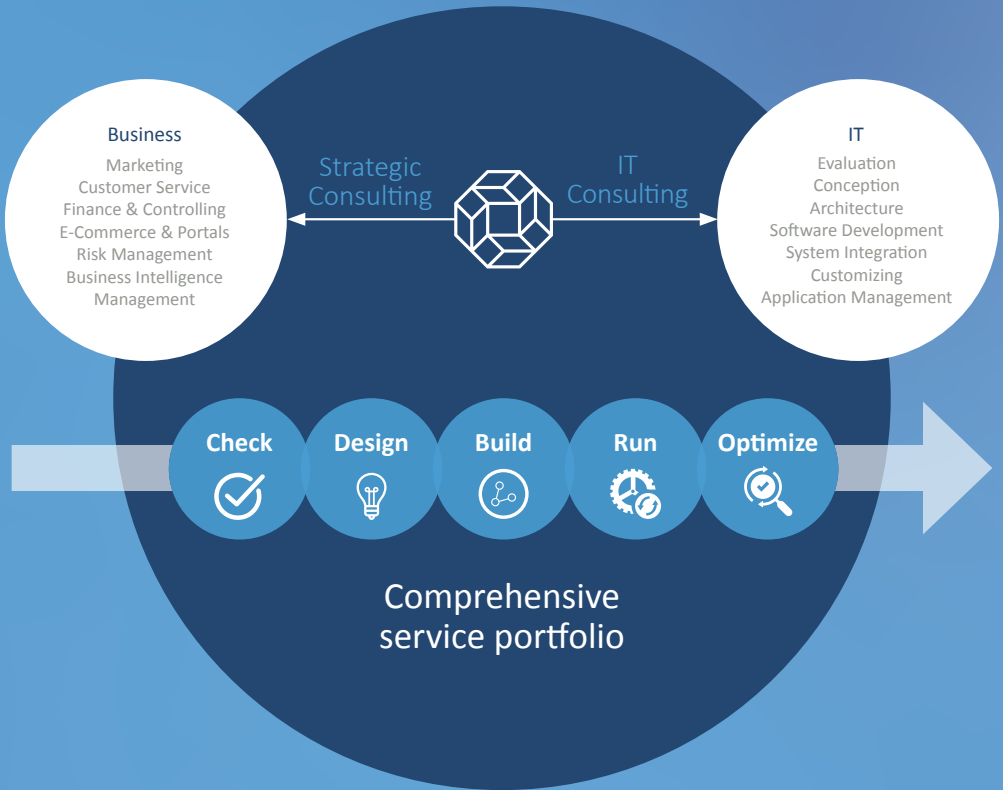 Business
Marketing
Customer Service
Finance & Controlling
E-Commerce & Portals
Risk Management
Business Intelligence
Management
Strategic
Consulting
IT
Consulting
IT
Evaluation
Conception
Architecture
Software Development
System Integration
Customizing
Application Management
Check
Design
Build
Run
Optimize
Comprehensive
service portfolio